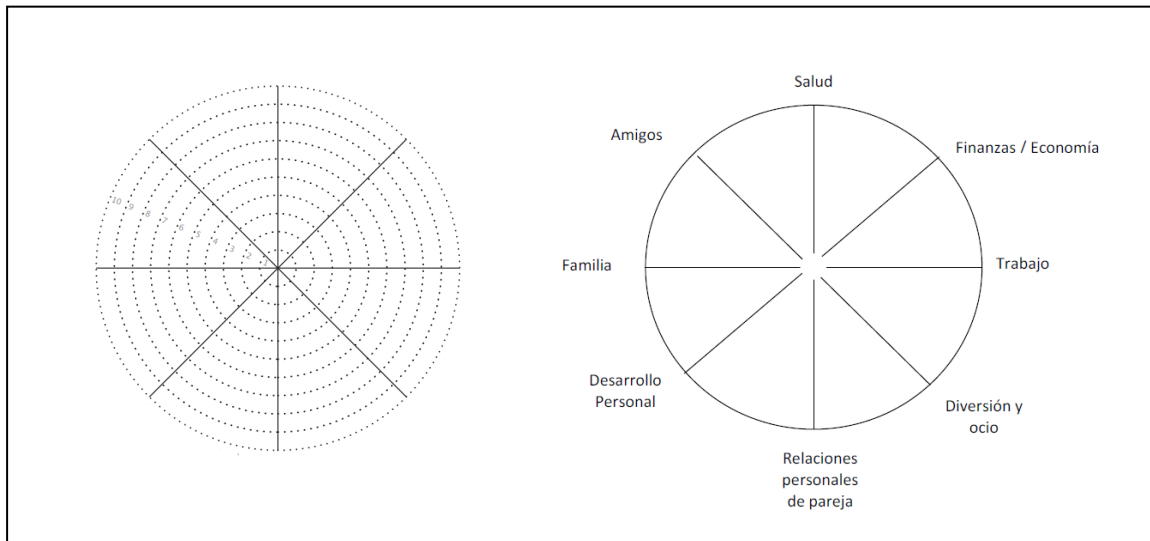 10 9 8 7 6 5 4 3 2 1
Salud
Amigos
Finanzas / Economía
Familia
Trabajo
Desarrollo
Personal
Diversión y
ocio
Relaciones
personales
de pareja